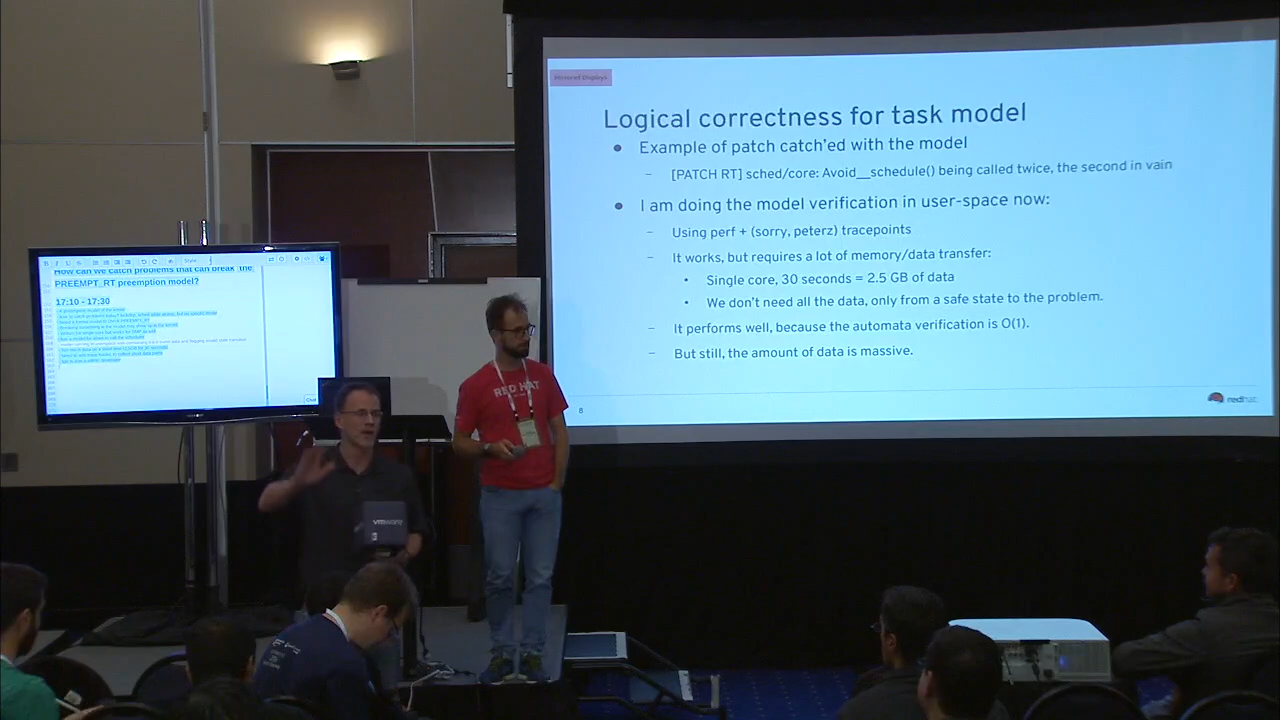 Logical correctness for task model
● Example of patch catch’ed with the model
– [PATCH RT] sched/core: Avoid__schedule() being called twice, the second in vain
● I am doing the model verification in user-space now:
– Using perf + (sorry, peterz) tracepoints
– It works, but requires a lot of memory/data transfer:
• Single core, 30 seconds = 2.5 GB of data
• We don’t need all the data, only from a safe state to the problem.
– It performs well, because the automata verification is O(1).
– But still, the amount of data is massive.
8
redhat
Style
How can we catch problems that can break the
PREEMPT_RT preemption model?
17:10 - 17:30
Chat
RED HAT
vmware